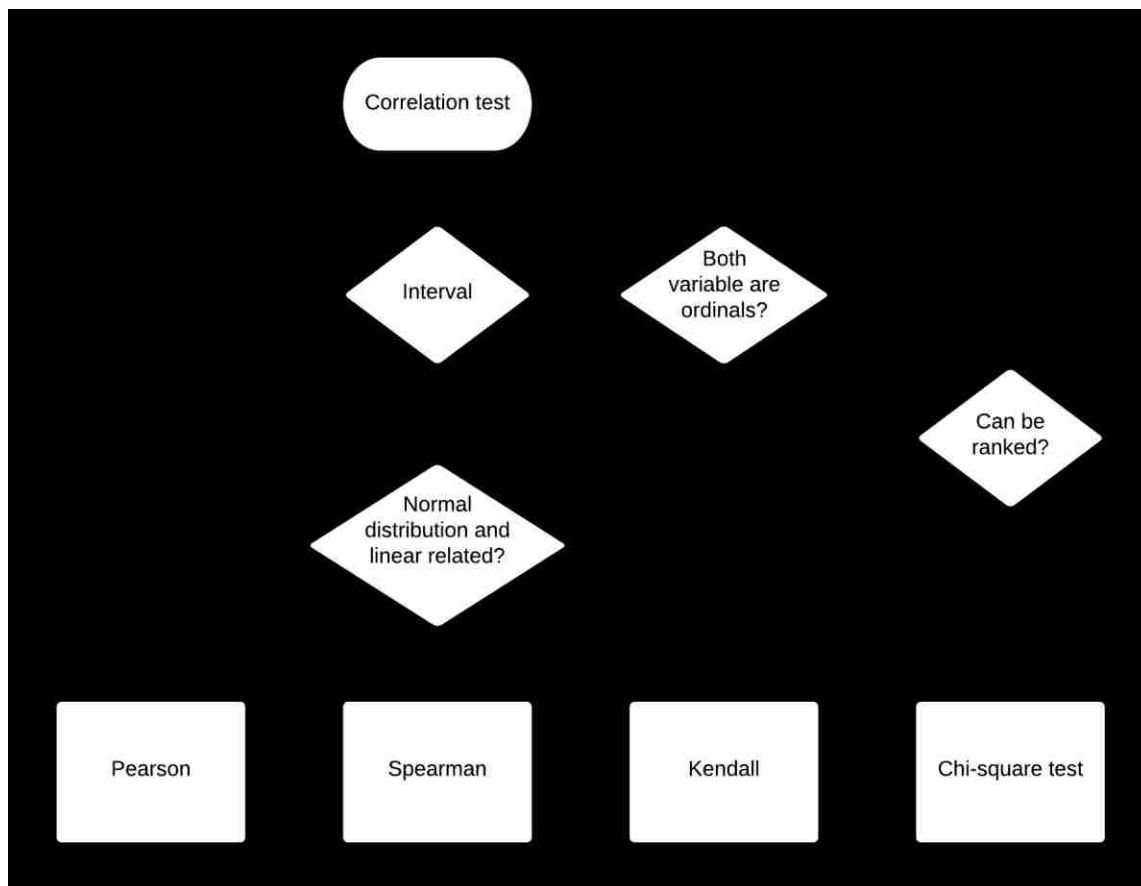 Correlation test
Interval
Both
variable are
ordinals?
Can be
ranked?
Normal
distribution and
linear related?
Pearson
Spearman
Kendall
Chi-square test